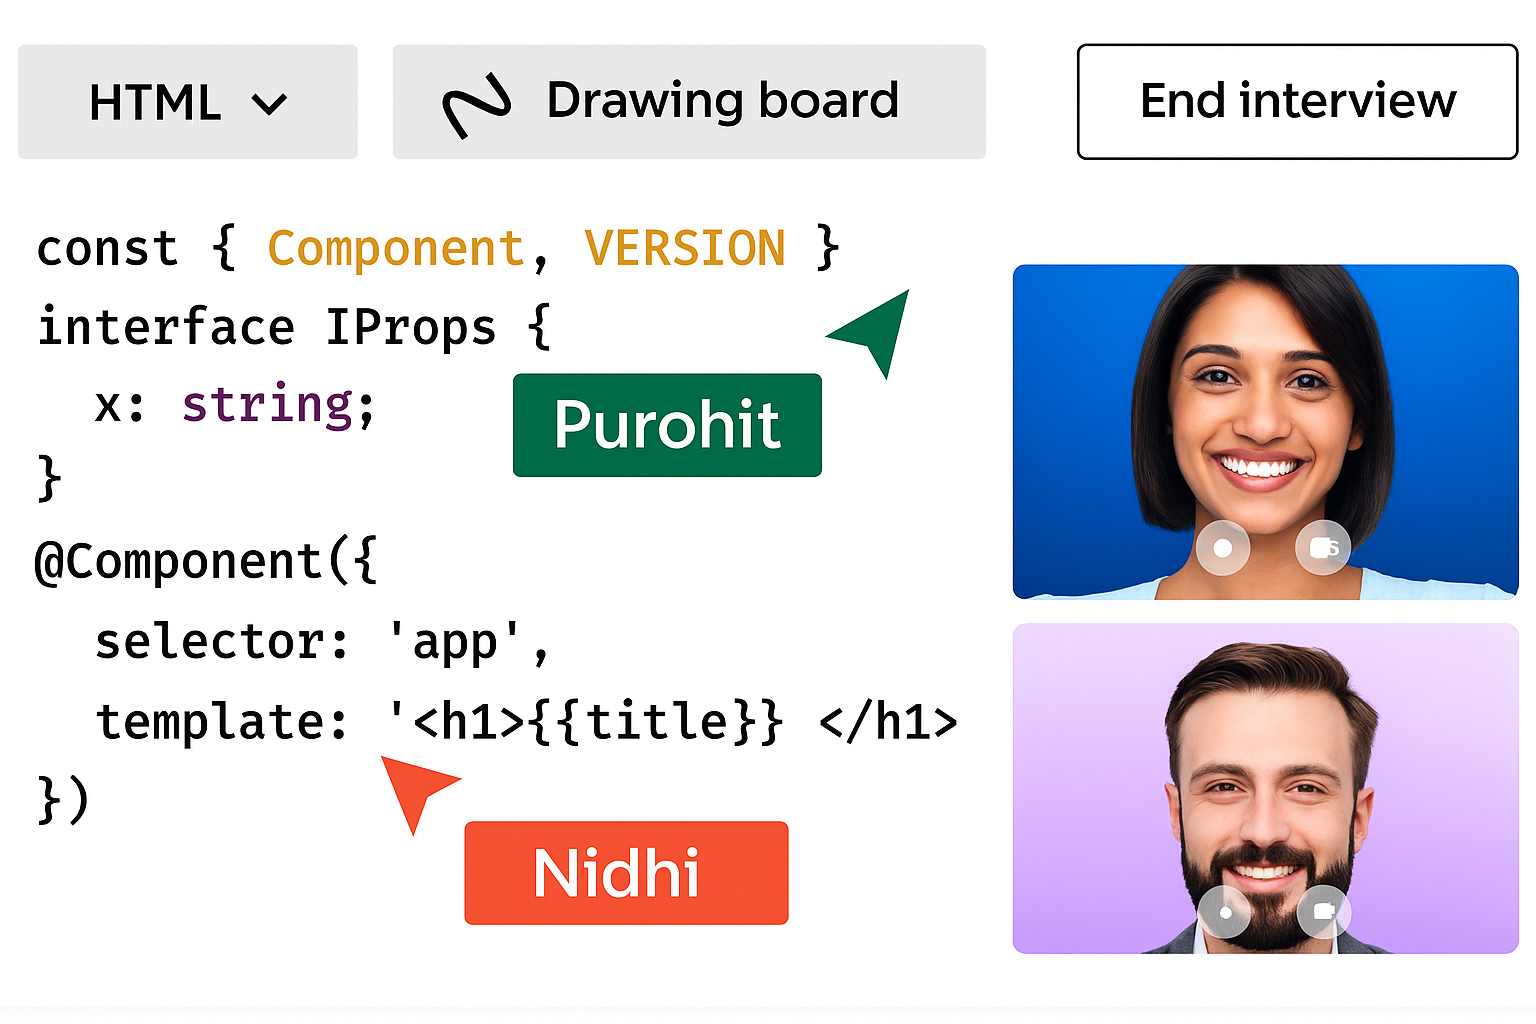 HTML
Drawing board
End interview
const { Component, VERSION }
interface IProps {
  x: string;
}
Purohit
@Component({
  selector: 'app',
  template: '<h1>{{title}} </h1>
})
Nidhi